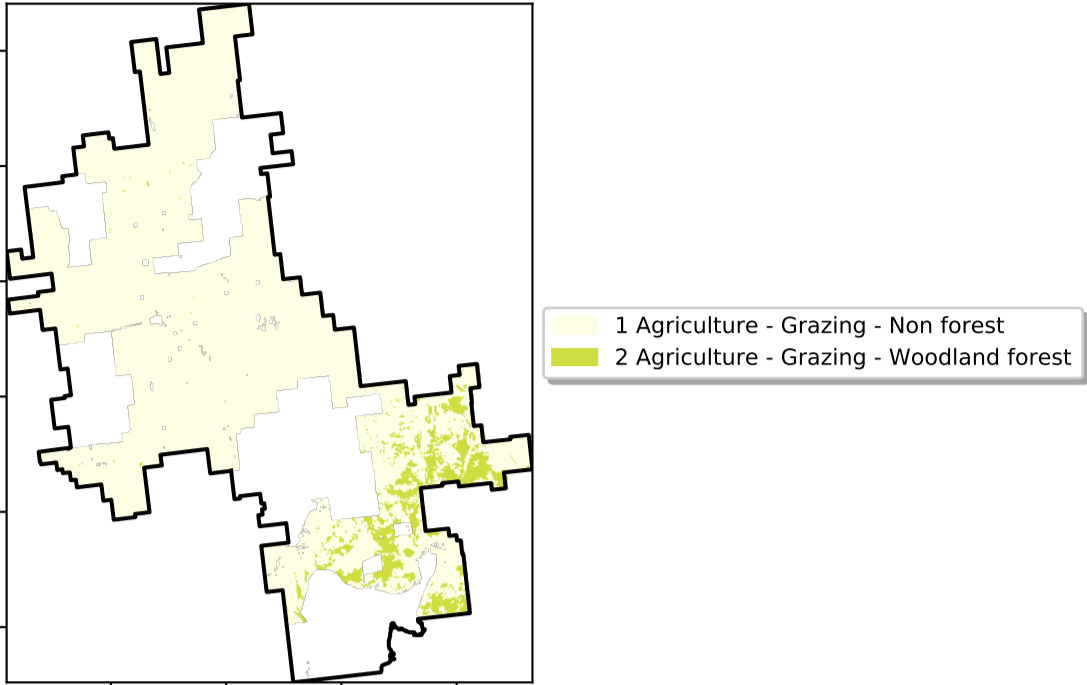 1 Agriculture - Grazing - Non forest
2 Agriculture - Grazing - Woodland forest